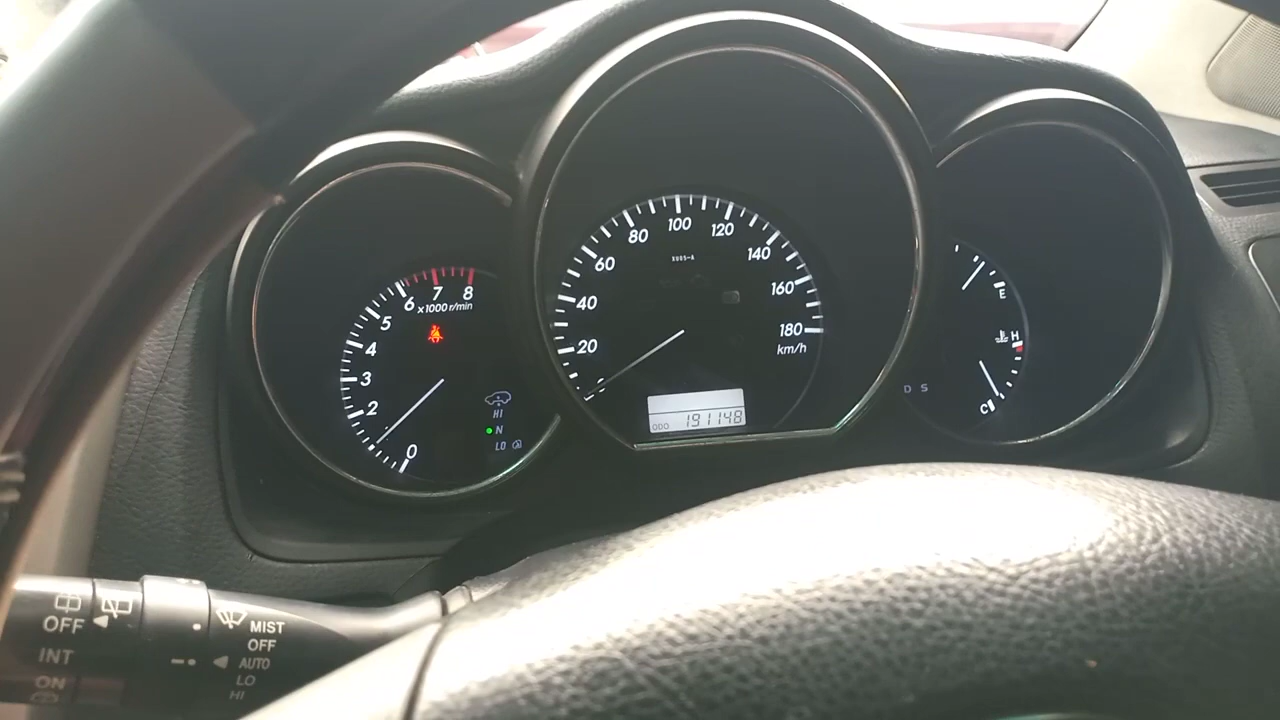 0
2
3
4
5
6
7
8
x1000 r/min
HI
N
LO
20
40
60
80
100
120
140
160
180
km/h
ODO 191148
E
H
C
D S
OFF
INT
ON
MIST
OFF
AUTO
LO
HI